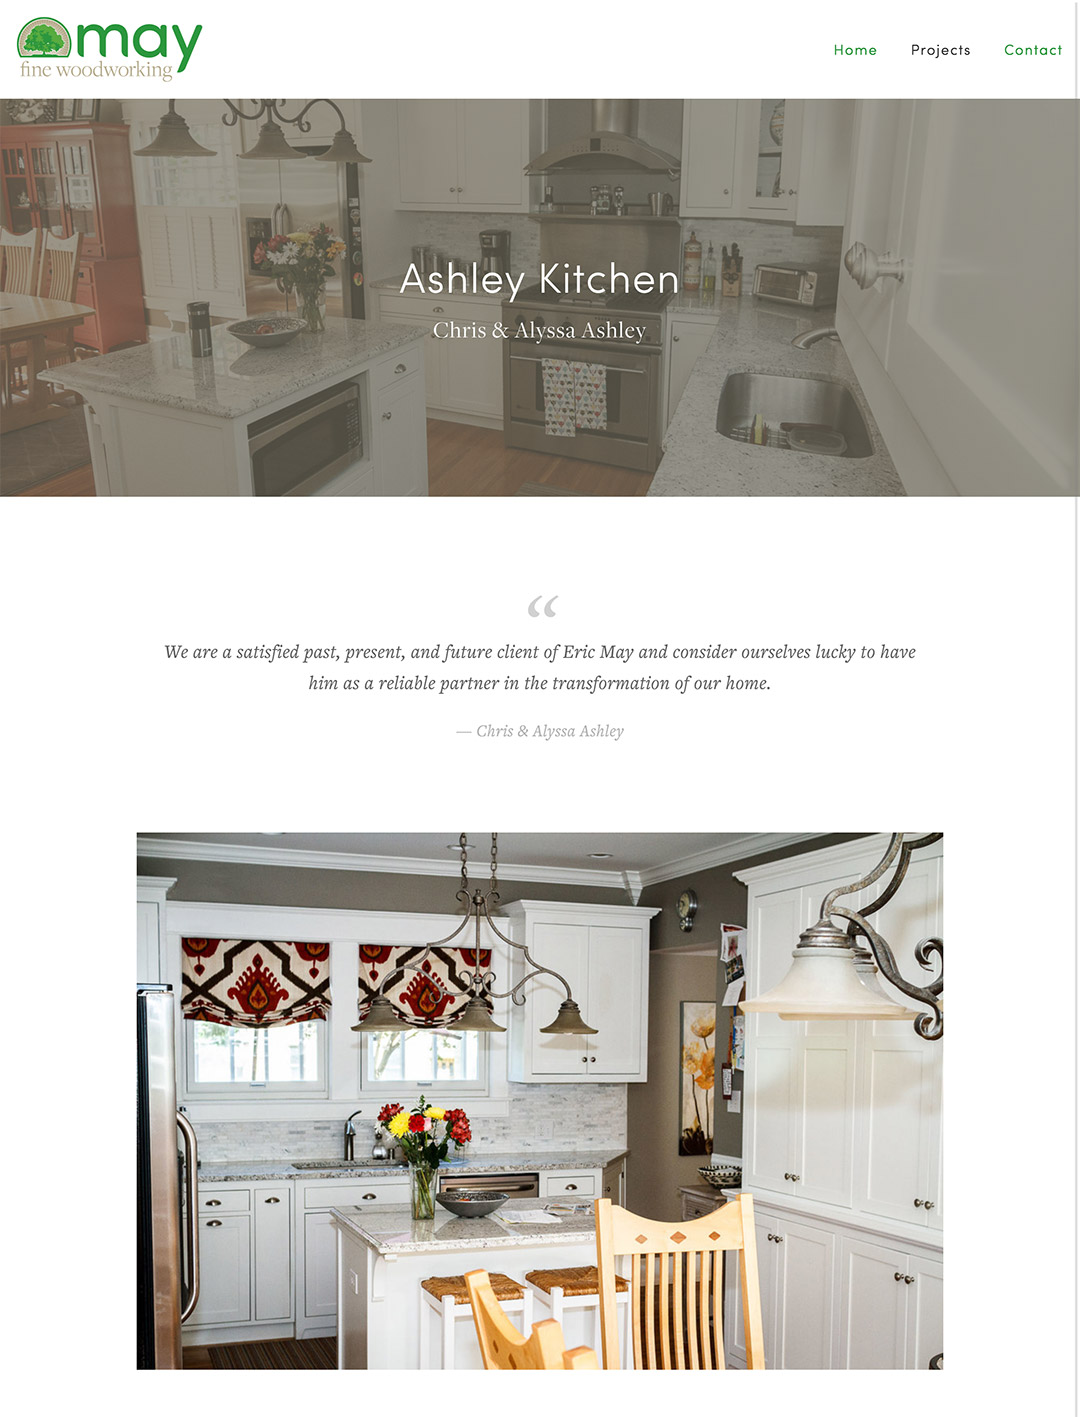 may
fine woodworking
Home Projects Contact
Ashley Kitchen
Chris & Alyssa Ashley
“
We are a satisfied past, present, and future client of Eric May and consider ourselves lucky to have
him as a reliable partner in the transformation of our home.
— Chris & Alyssa Ashley